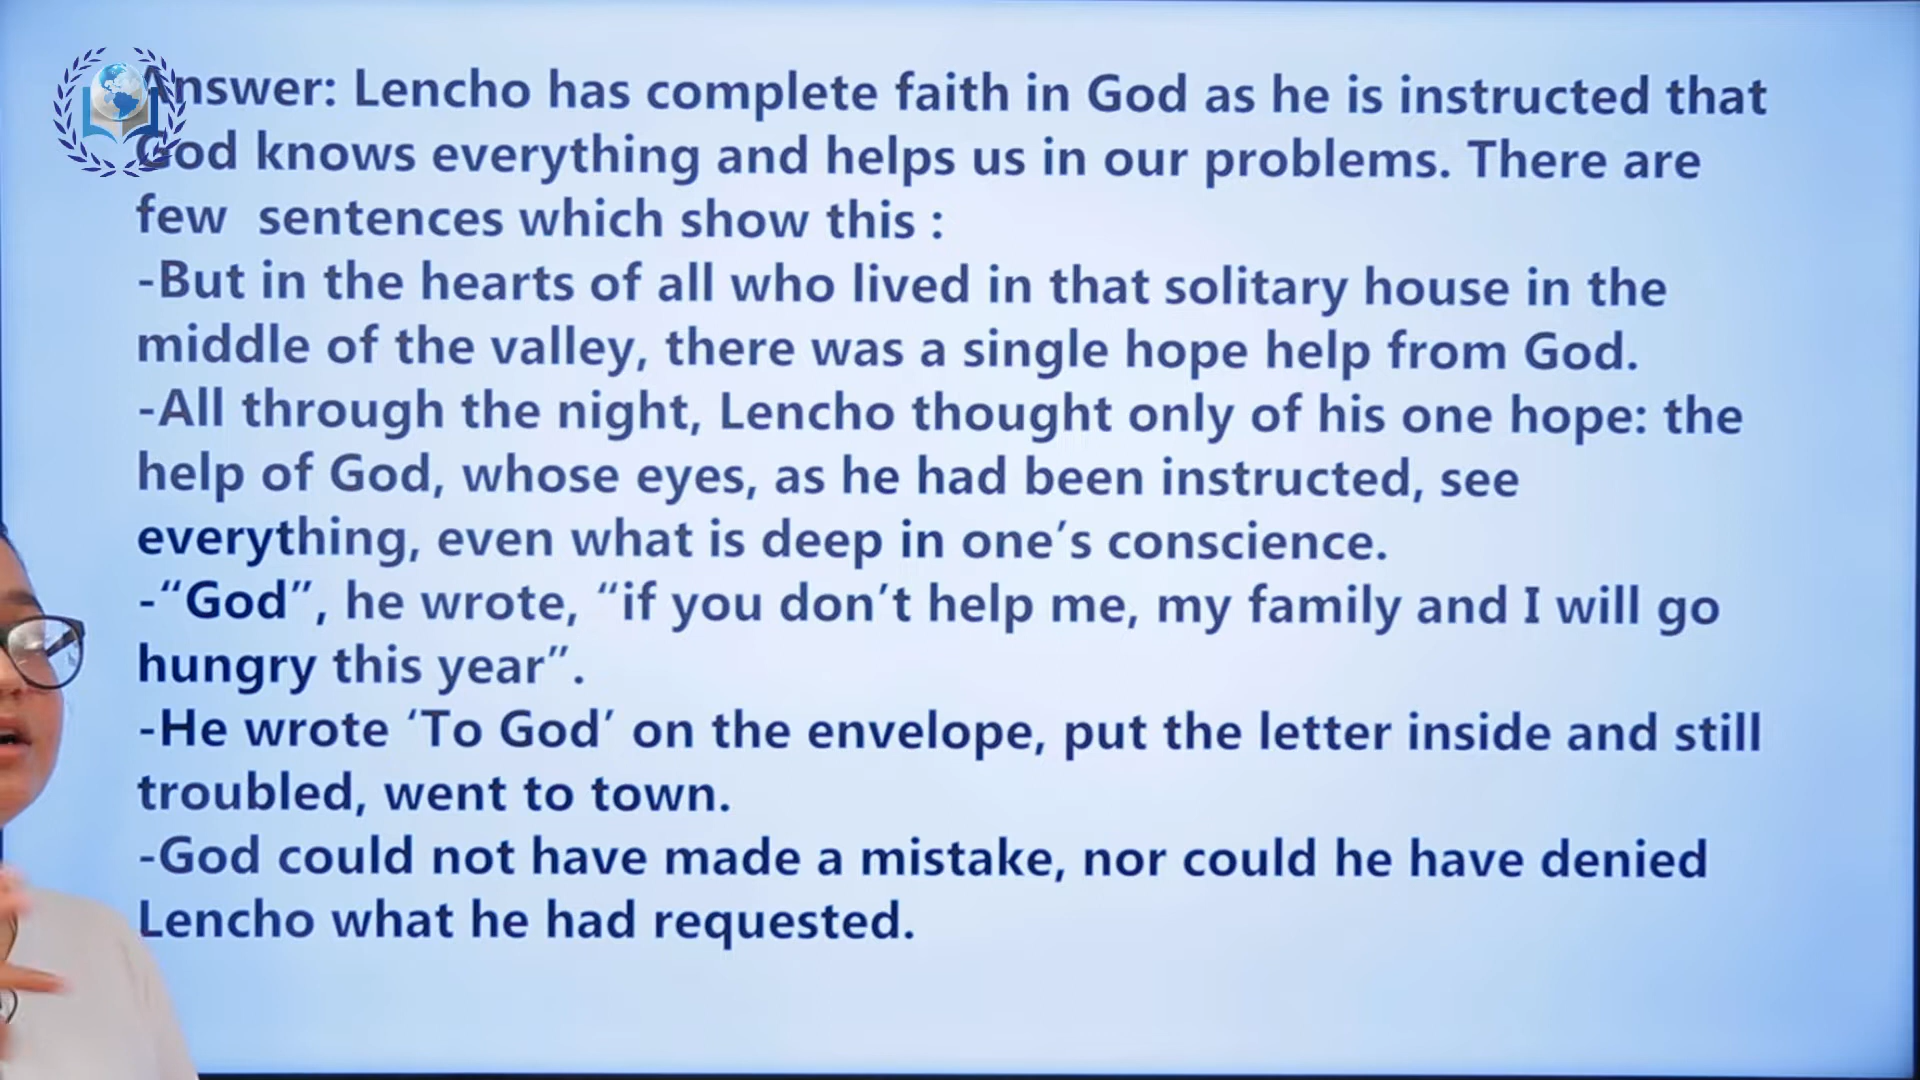 Answer: Lencho has complete faith in God as he is instructed that
God knows everything and helps us in our problems. There are
few sentences which show this :
-But in the hearts of all who lived in that solitary house in the
middle of the valley, there was a single hope help from God.
-All through the night, Lencho thought only of his one hope: the
help of God, whose eyes, as he had been instructed, see
everything, even what is deep in one’s conscience.
-“God”, he wrote, “if you don’t help me, my family and I will go
hungry this year”.
-He wrote ‘To God’ on the envelope, put the letter inside and still
troubled, went to town.
-God could not have made a mistake, nor could he have denied
Lencho what he had requested.